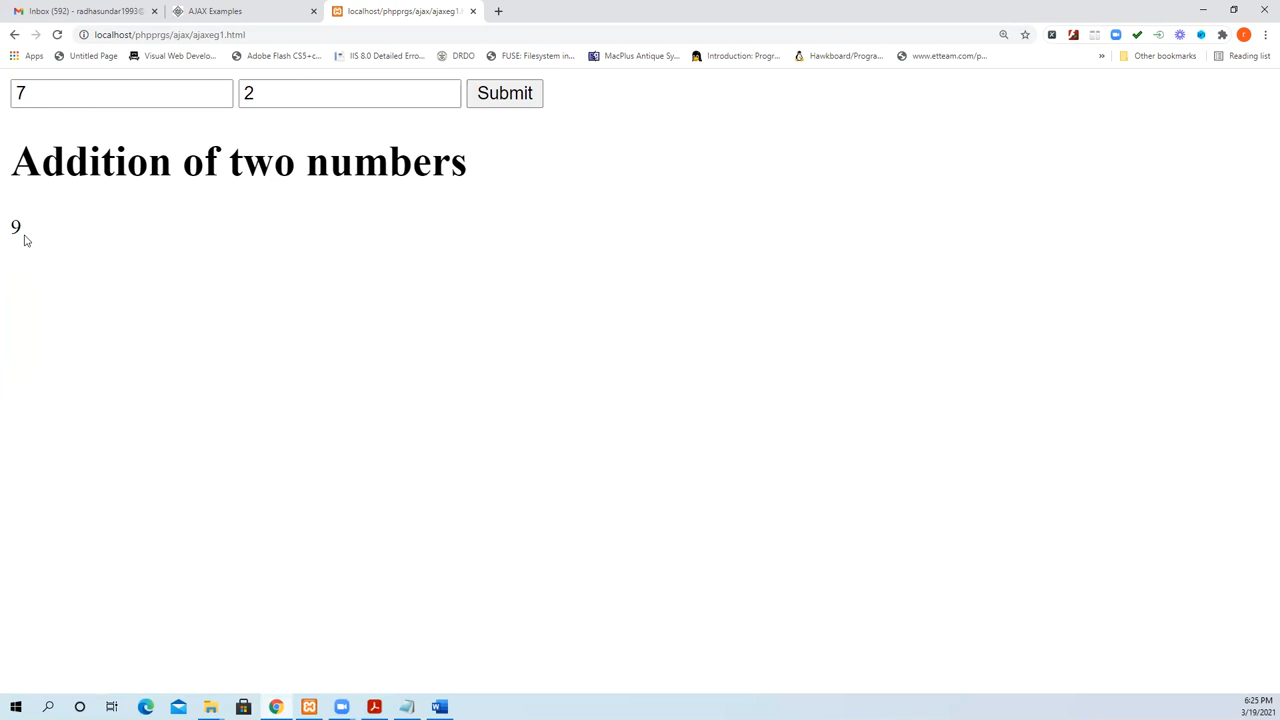 Inbox (592) - radhasundar1993@
AJAX Examples
localhost/phpprgs/ajax/ajaxeg1.
localhost/phpprgs/ajax/ajaxeg1.html
Apps Untitled Page Visual Web Develo... Adobe Flash CS5+c... IIS 8.0 Detailed Erro... DRDO FUSE: Filesystem in... MacPlus Antique Sy... Introduction: Progr... Hawkboard/Progra... www.etteam.com/p... » Other bookmarks Reading list
7 2 Submit
Addition of two numbers
9
6:25 PM
3/19/2021